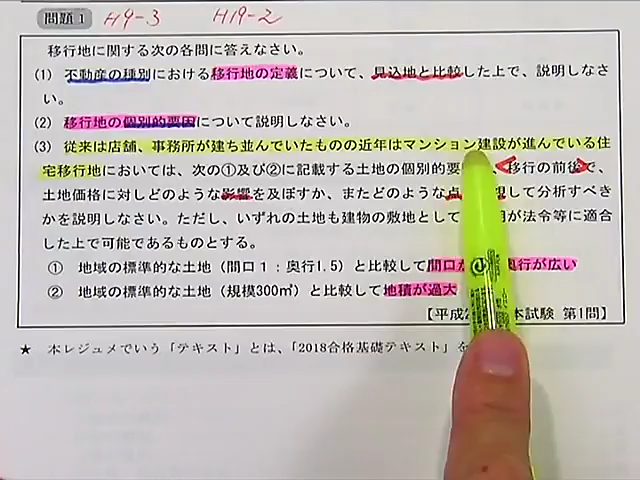 問題1 H9-3 H19-2
移行地に関する次の各問に答えなさい。
(1) 不動産の種別における移行地の定義について、見込地と比較した上で、説明しなさ
い。
(2) 移行地の個別的要因について説明しなさい。
(3) 従来は店舗、事務所が建ち並んでいたものの近年はマンション建設が進んでいる住
宅移行地においては、次の①及び②に記載する土地の個別的要、移行の前後で、
土地価格に対しどのような影響を及ぼすか、またどのような点して分析すべき
かを説明しなさい。ただし、いずれの土地も建物の敷地としてが法令等に適合
した上で可能であるものとする。
① 地域の標準的な土地（間口1：奥行1.5）と比較して間口が奥行が広い
② 地域の標準的な土地（規模300㎡）と比較して地積が過大
【平成2本試験 第1問】
★ 本レジュメでいう「テキスト」とは、「2018合格基礎テキスト」を